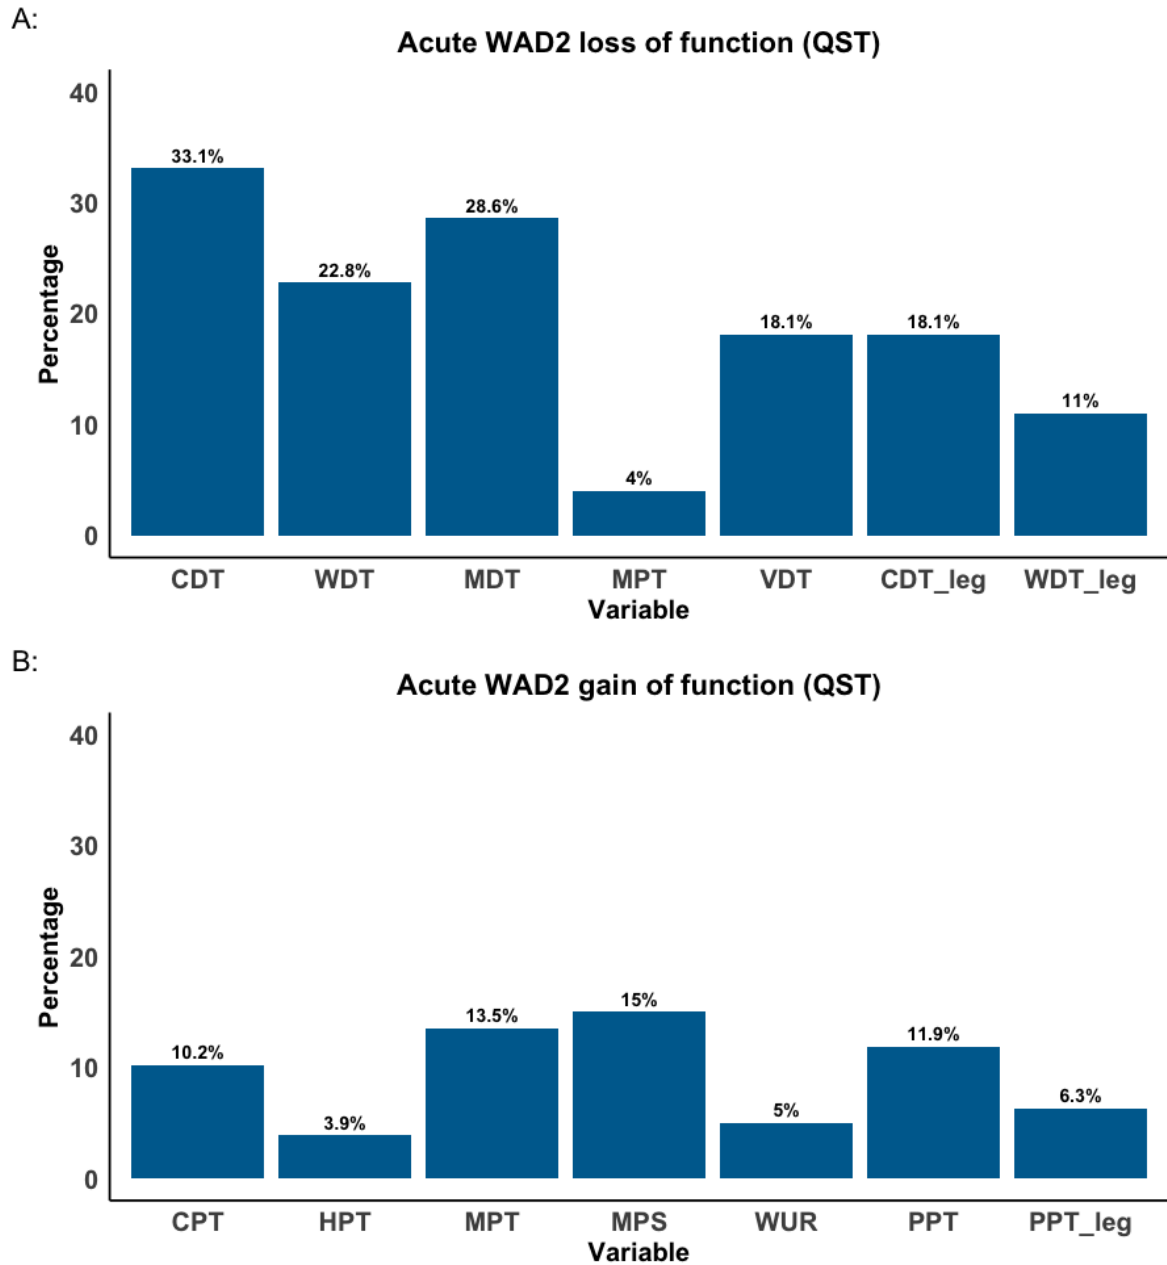 A:
Acute WAD2 loss of function (QST)
40
30
20
10
0
Percentage
33.1%
22.8%
28.6%
4%
18.1%
18.1%
11%
CDT WDT MDT MPT VDT CDT_leg WDT_leg
Variable
B:
Acute WAD2 gain of function (QST)
40
30
20
10
0
Percentage
10.2%
3.9%
13.5%
15%
5%
11.9%
6.3%
CPT HPT MPT MPS WUR PPT PPT_leg
Variable